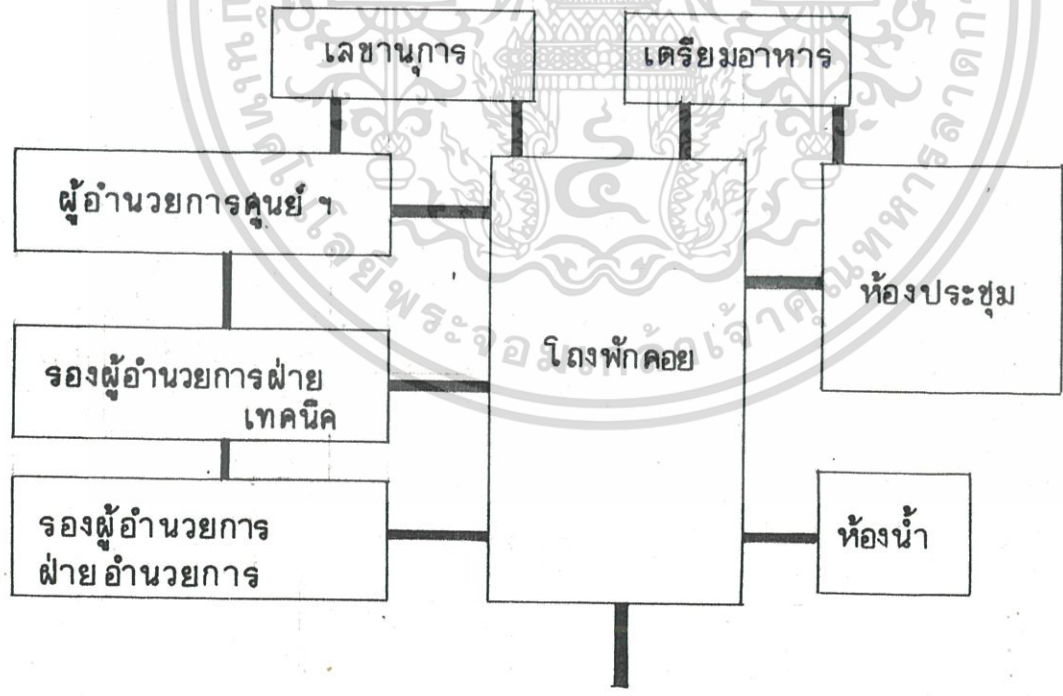 เลขานุการ
เตรียมอาหาร
ผู้อำนวยการศูนย์ ฯ
ห้องประชุม
โถงพักคอย
รองผู้อำนวยการฝ่าย
เทคนิค
รองผู้อำนวยการ
ฝ่ายอำนวยการ
ห้องน้ำ